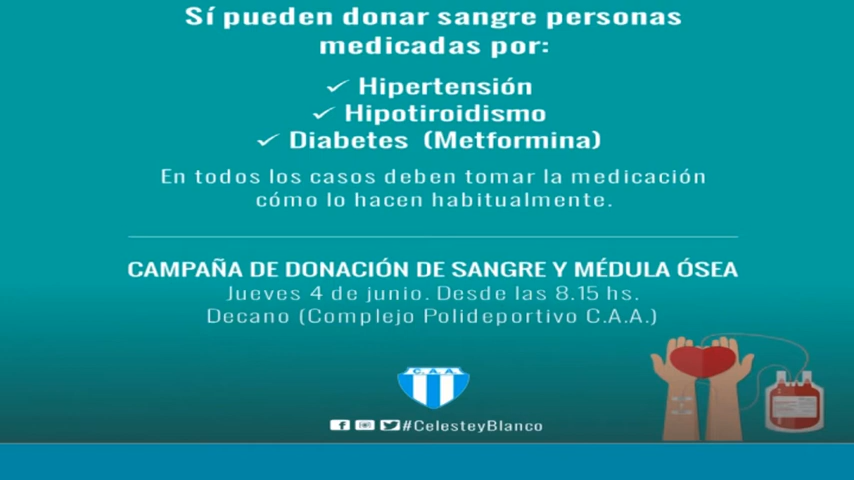 Sí pueden donar sangre personas
medicadas por:
Hipertensión
Hipotiroidismo
Diabetes (Metformina)
En todos los casos deben tomar la medicación
cómo lo hacen habitualmente.
CAMPAÑA DE DONACIÓN DE SANGRE Y MÉDULA ÓSEA
Jueves 4 de junio. Desde las 8.15 hs.
Decano (Complejo Polideportivo C.A.A.)
C.A.A.
#CelesteyBlanco